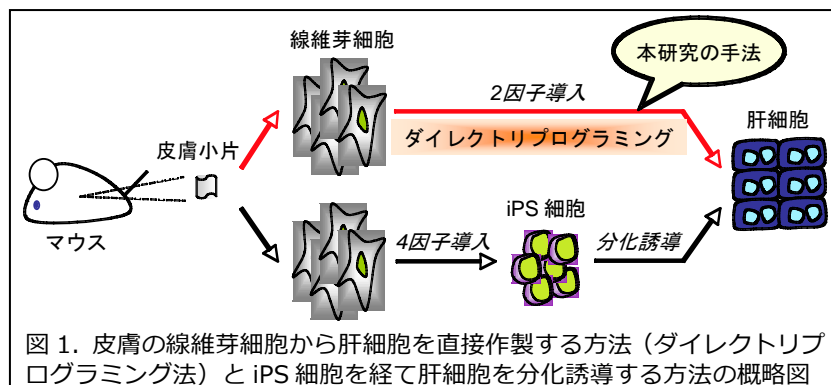 線維芽細胞
本研究の手法
2因子導入
肝細胞
ダイレクトリプログラミング
皮膚小片
マウス
iPS 細胞
4因子導入
分化誘導
図 1. 皮膚の線維芽細胞から肝細胞を直接作製する方法（ダイレクトリプ
ログラミング法）と iPS 細胞を経て肝細胞を分化誘導する方法の概略図